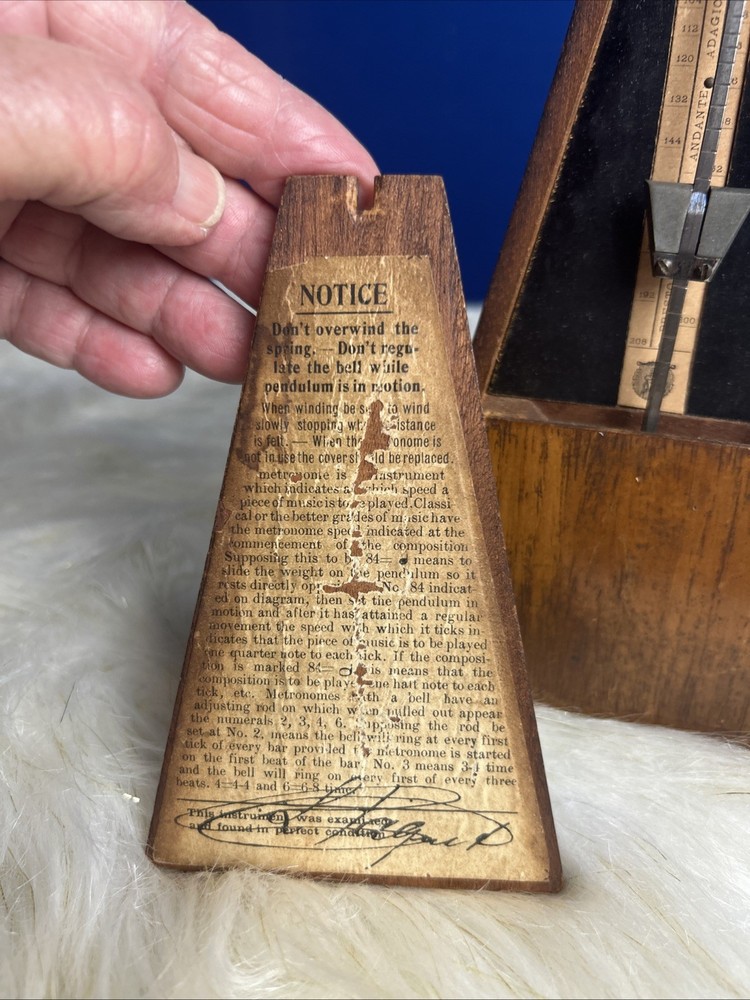 NOTICE
Don't overwind the
spring. — Don't regu-
late the bell while
pendulum is in motion.
When winding be to wind
slowly stopping
is felt. — When the onome is
not in use the cover ld be replaced.
metronome is nstrument
which indicates a which speed a
piece of music is to e played. Classi
cal or the better grades of music have
the metronome speed indicated at the
commencement of the composition
Supposing this to b 84= means to
slide the weight on the pendulum so it
rests directly opp No. 84 indicat
ed on diagram, then set the pendulum in
motion and after it has attained a regular
movement the speed with which it ticks in
dicates that the piece of music is to be played
one quarter note to each tick. If the composi-
tion is marked 84= is means that the
composition is to be play ne half note to each
tick, etc. Metronomes with a bell have an
adjusting rod on which when pulled out appear
the numerals 2, 3, 4, 6. Supposing the rod be
set at No. 2, means the bell will ring at every first
tick of every bar provided metronome is started
on the first beat of the bar. No. 3 means 3-4 time
and the bell will ring on every first of every three
beats. 4=4-4 and 6=6-8 time.
This instrument was examined
and found in perfect condition
ADAGIO
112
120
ANDANTE
132
144
192
200
208